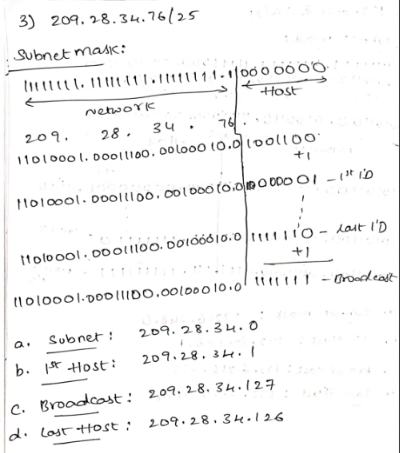 3) 209.28.34.76/25
Subnet mask:
11111111.11111111.11111111.1|0000000
Network Host
209. 28. 34. 76.
11010001.00011100.00100010.0|1001100
+1
11010001.00011100.00100010.0|0000001 - 1st I'D
11010001.00011100.00100010.0|1111110 - Last I'D
+1
11010001.00011100.00100010.0|1111111 - Broadcast
a. Subnet: 209.28.34.0
b. 1st Host: 209.28.34.1
c. Broadcast: 209.28.34.127
d. Last Host: 209.28.34.126